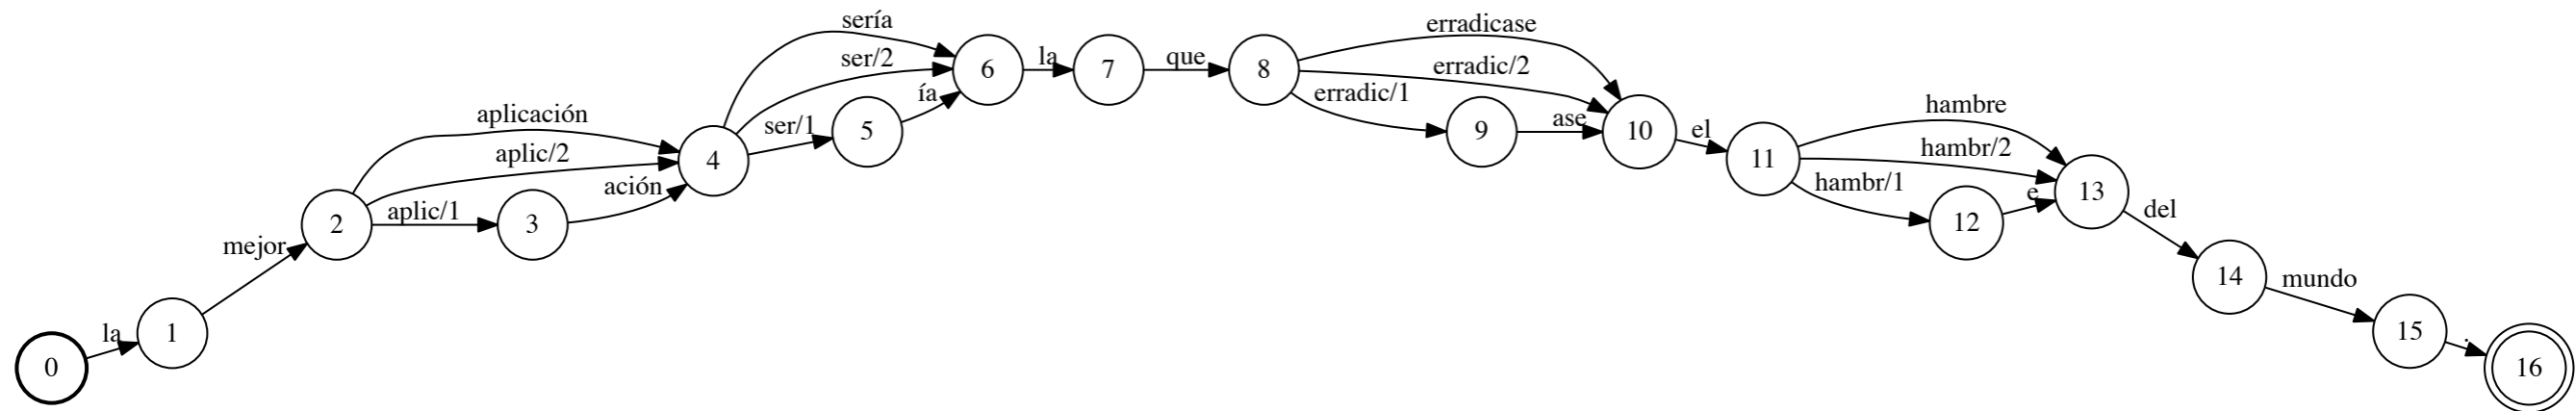 0
la
1
mejor
2
aplicación
aplic/2
aplic/1
3
ación
4
sería
ser/2
ser/1
5
ía
6
la
7
que
8
erradicase
erradic/2
erradic/1
9
ase
10
el
11
hambre
hambr/2
hambr/1
12
e
13
del
14
mundo
15
.
16